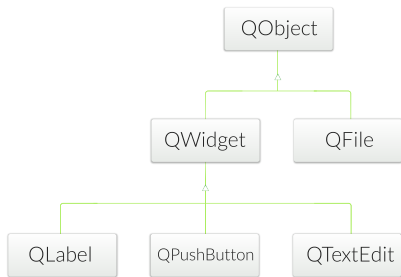 QObject
QWidget
QFile
QLabel
QPushButton
QTextEdit